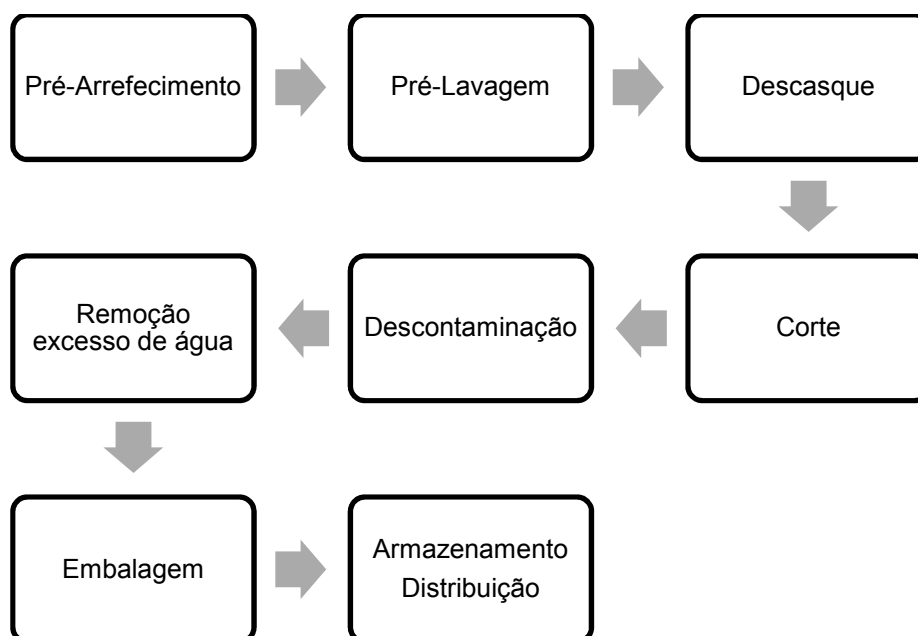 Pré-Arrefecimento
Pré-Lavagem
Descasque
Corte
Descontaminação
Remoção
excesso de água
Embalagem
Armazenamento
Distribuição